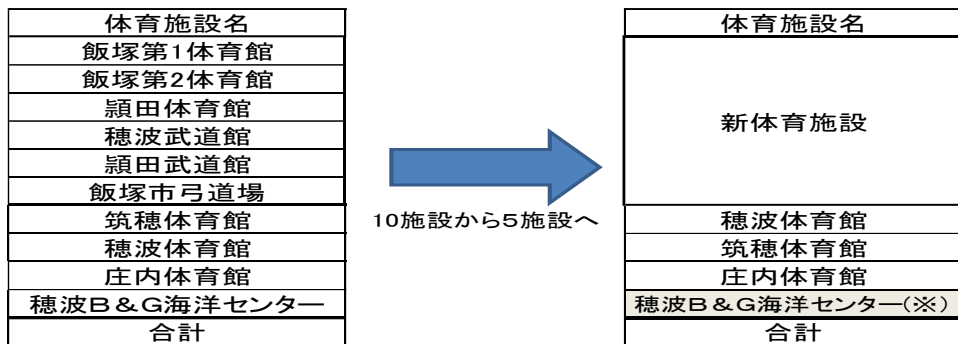 体育施設名
飯塚第1体育館
飯塚第2体育館
頴田体育館
穂波武道館
頴田武道館
飯塚市弓道場
筑穂体育館
穂波体育館
庄内体育館
穂波B&G海洋センター
合計
10施設から5施設へ
体育施設名
新体育施設
穂波体育館
筑穂体育館
庄内体育館
穂波B&G海洋センター(※)
合計